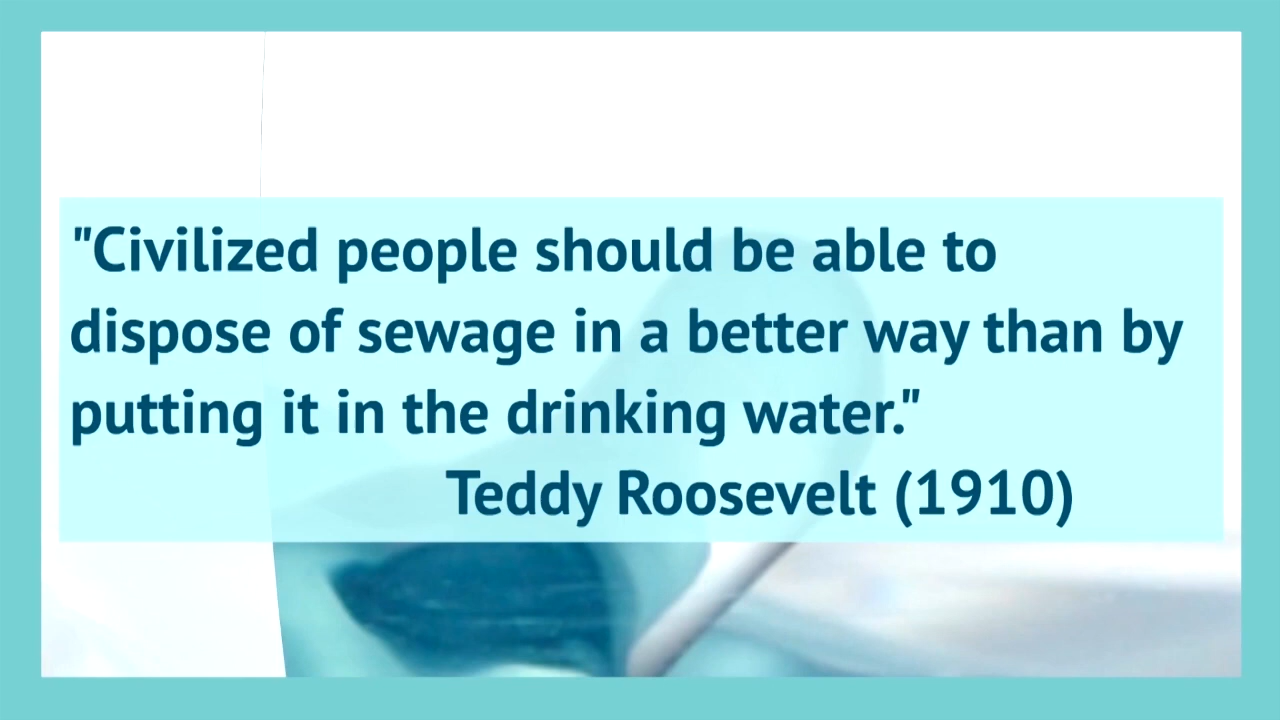 "Civilized people should be able to
dispose of sewage in a better way than by
putting it in the drinking water."
Teddy Roosevelt (1910)